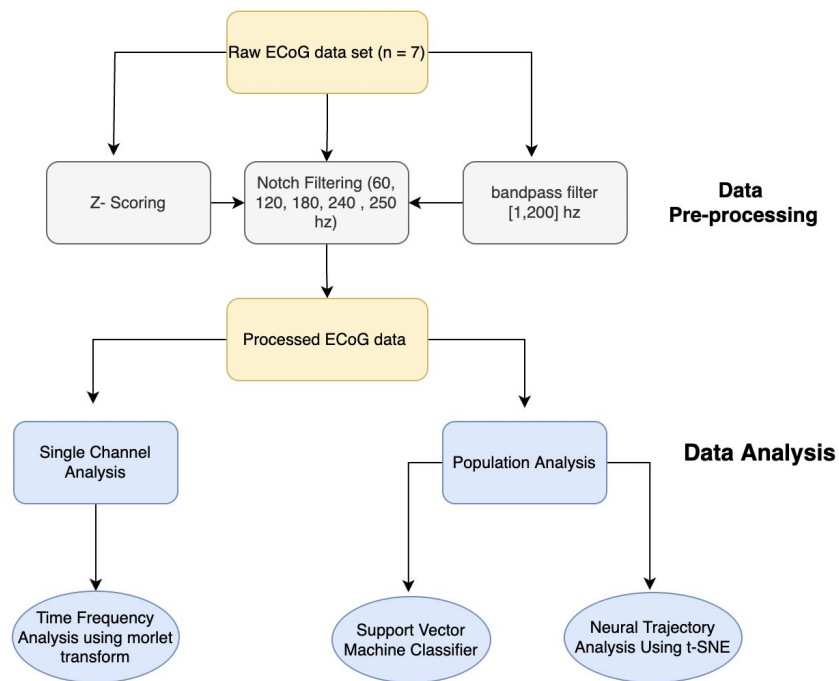 Raw ECoG data set (n = 7)
Z- Scoring
Notch Filtering (60,
120, 180, 240 , 250
hz)
bandpass filter
[1,200] hz
Data
Pre-processing
Processed ECoG data
Single Channel
Analysis
Population Analysis
Data Analysis
Time Frequency
Analysis using morlet
transform
Support Vector
Machine Classifier
Neural Trajectory
Analysis Using t-SNE